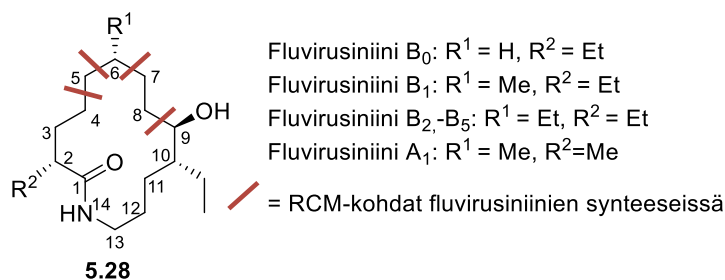 R¹
5
6
7
4
8
OH
3
9
2
O
10
R²
1
11
HN
14
12
13
5.28
Fluvirusiniini B₀: R¹ = H, R² = Et
Fluvirusiniini B₁: R¹ = Me, R² = Et
Fluvirusiniini B₂,-B₅: R¹ = Et, R² = Et
Fluvirusiniini A₁: R¹ = Me, R²=Me
= RCM-kohdat fluvirusiniinien synteeseissä